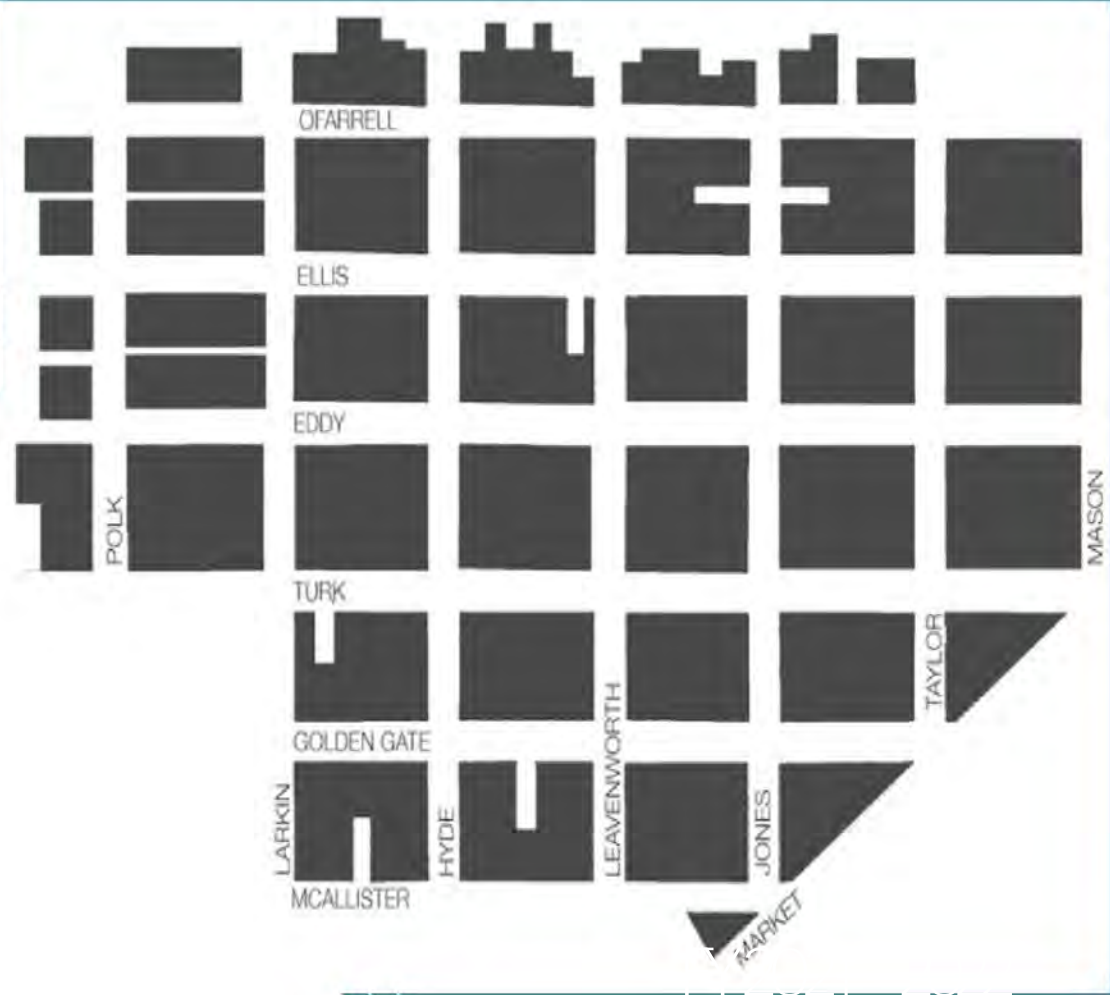 OFARRELL
ELLIS
EDDY
POLK
MASON
TURK
TAYLOR
LEAVENWORTH
GOLDEN GATE
LARKIN
HYDE
JONES
MCALLISTER
MARKET